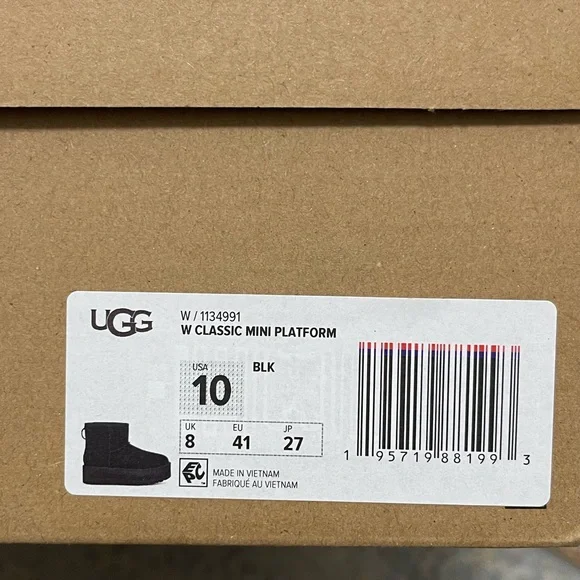 UGG
W / 1134991
W CLASSIC MINI PLATFORM
USA
10
BLK
UK EU JP
8 41 27
EPC
MADE IN VIETNAM
FABRIQUÉ AU VIETNAM
1 95719 88199 3